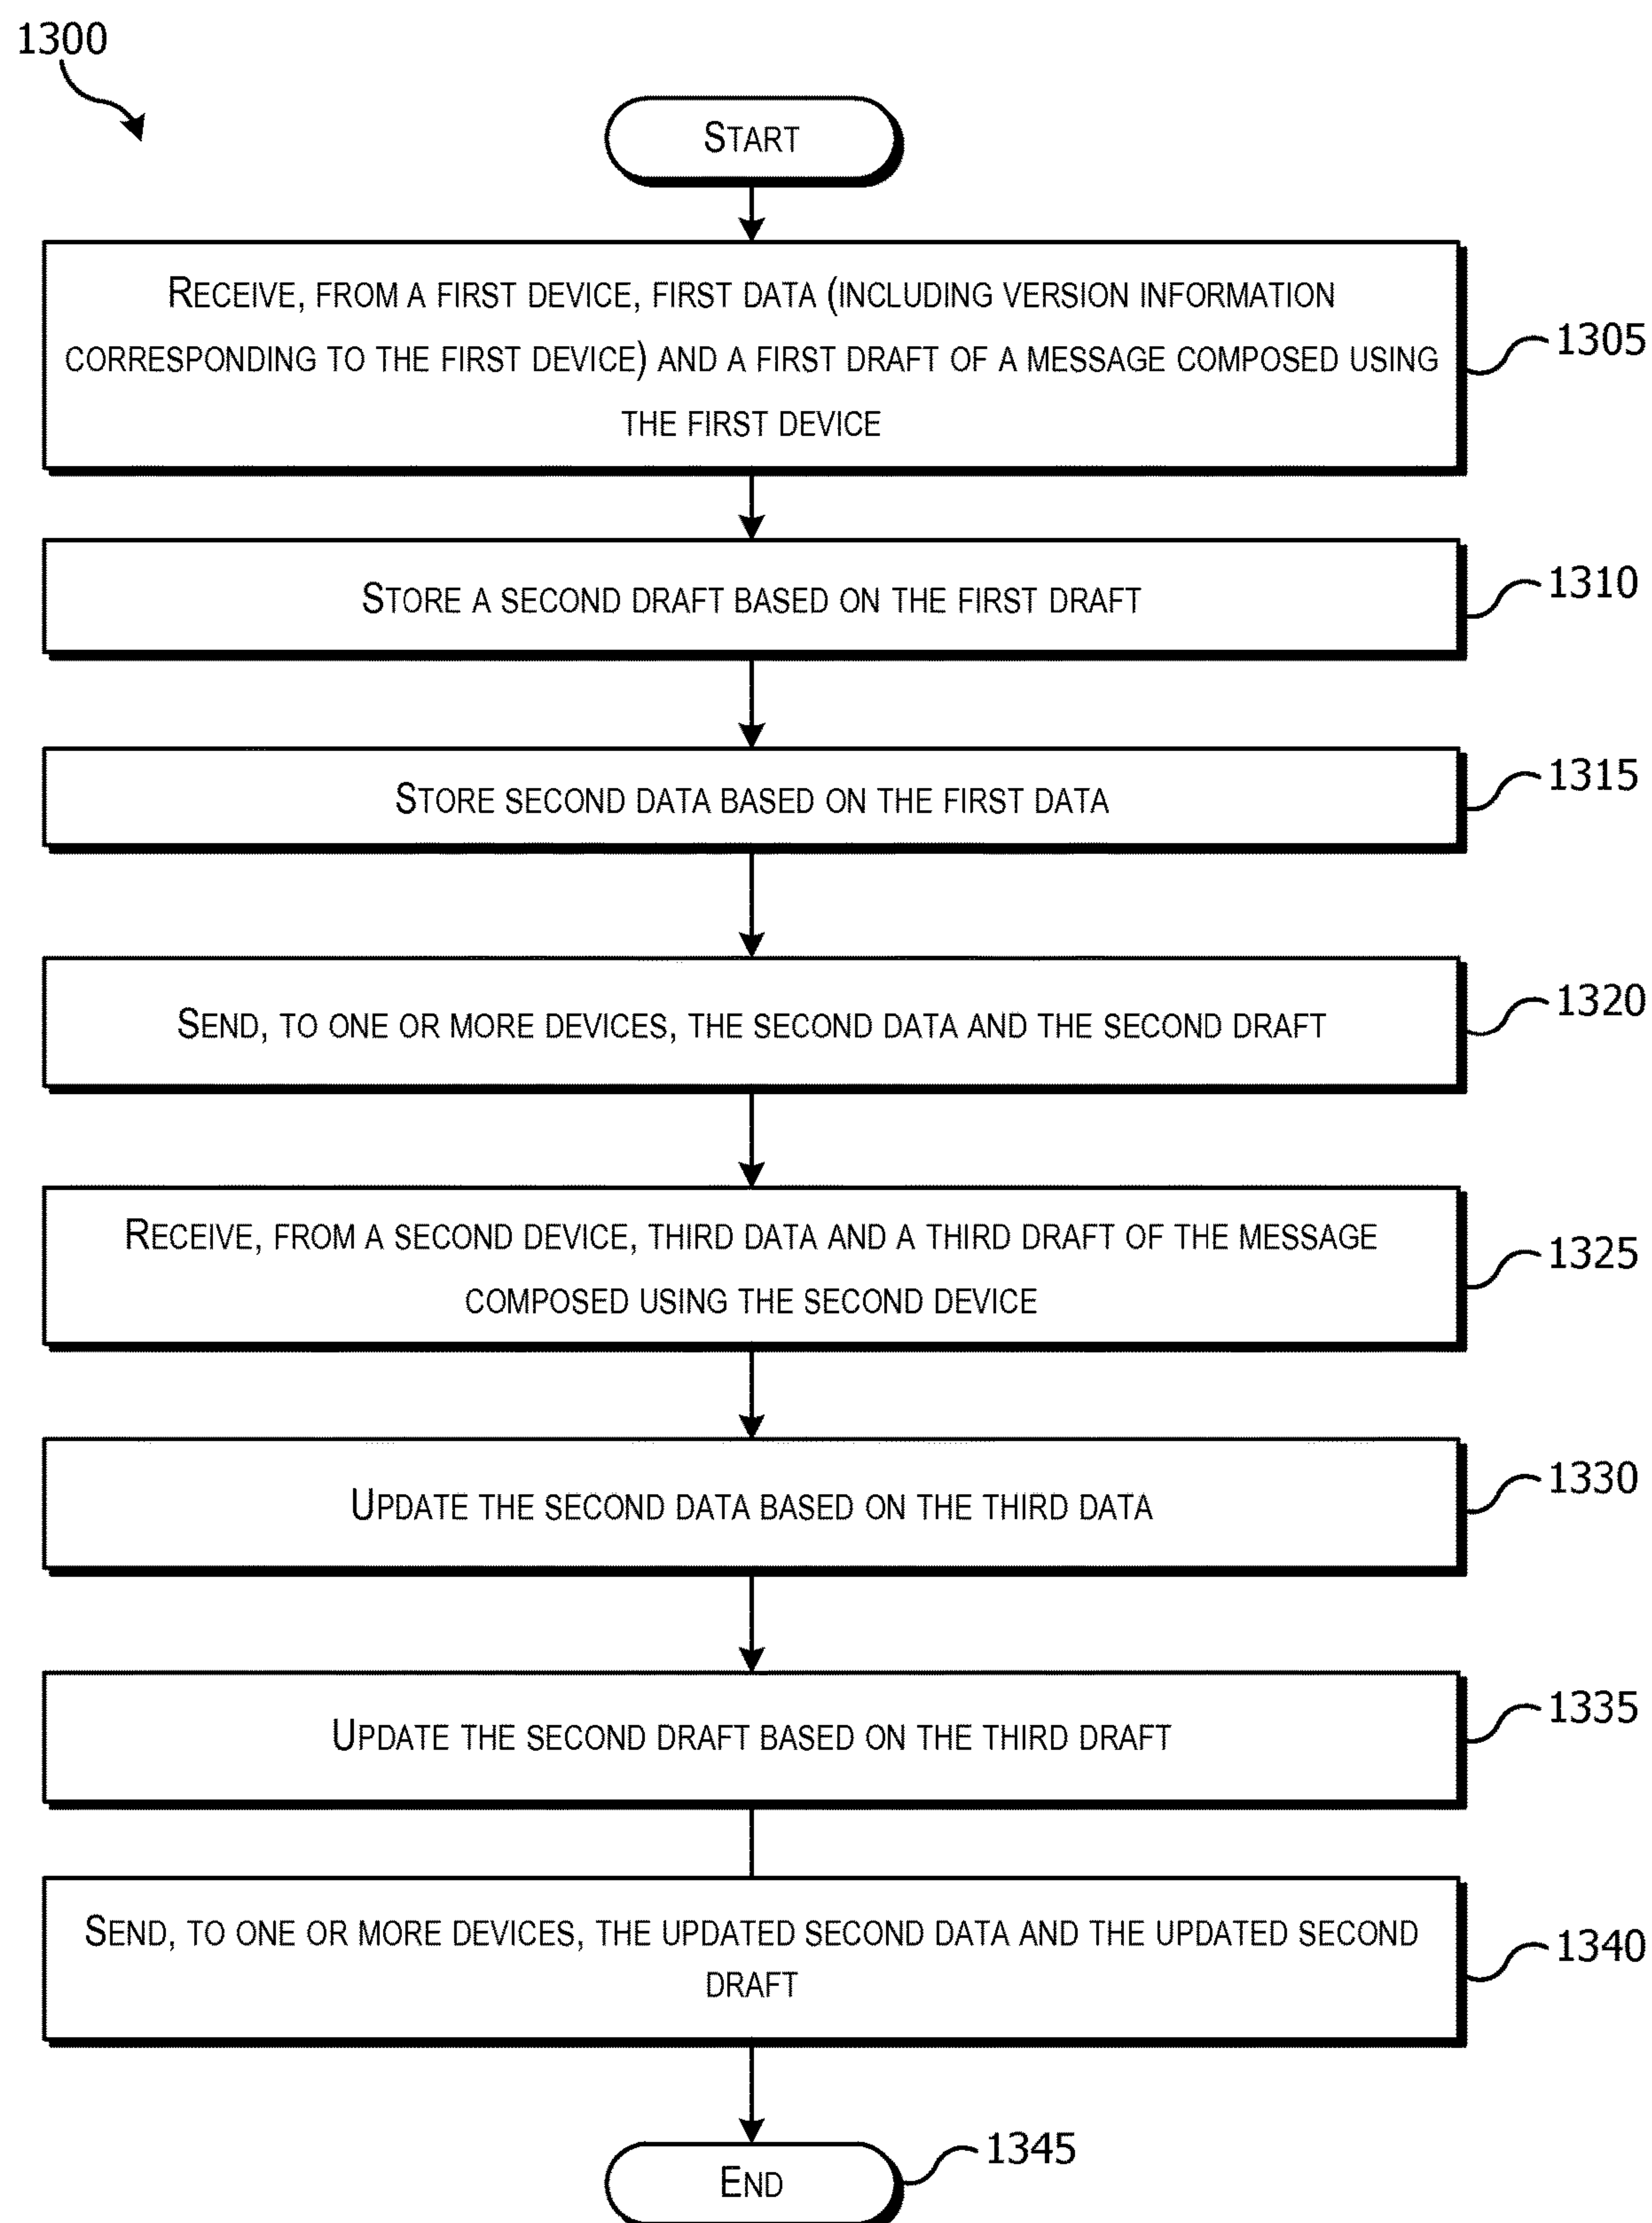 1300
START
RECEIVE, FROM A FIRST DEVICE, FIRST DATA (INCLUDING VERSION INFORMATION
CORRESPONDING TO THE FIRST DEVICE) AND A FIRST DRAFT OF A MESSAGE COMPOSED USING
THE FIRST DEVICE
1305
STORE A SECOND DRAFT BASED ON THE FIRST DRAFT
1310
STORE SECOND DATA BASED ON THE FIRST DATA
1315
SEND, TO ONE OR MORE DEVICES, THE SECOND DATA AND THE SECOND DRAFT
1320
RECEIVE, FROM A SECOND DEVICE, THIRD DATA AND A THIRD DRAFT OF THE MESSAGE
COMPOSED USING THE SECOND DEVICE
1325
UPDATE THE SECOND DATA BASED ON THE THIRD DATA
1330
UPDATE THE SECOND DRAFT BASED ON THE THIRD DRAFT
1335
SEND, TO ONE OR MORE DEVICES, THE UPDATED SECOND DATA AND THE UPDATED SECOND
DRAFT
1340
END
1345